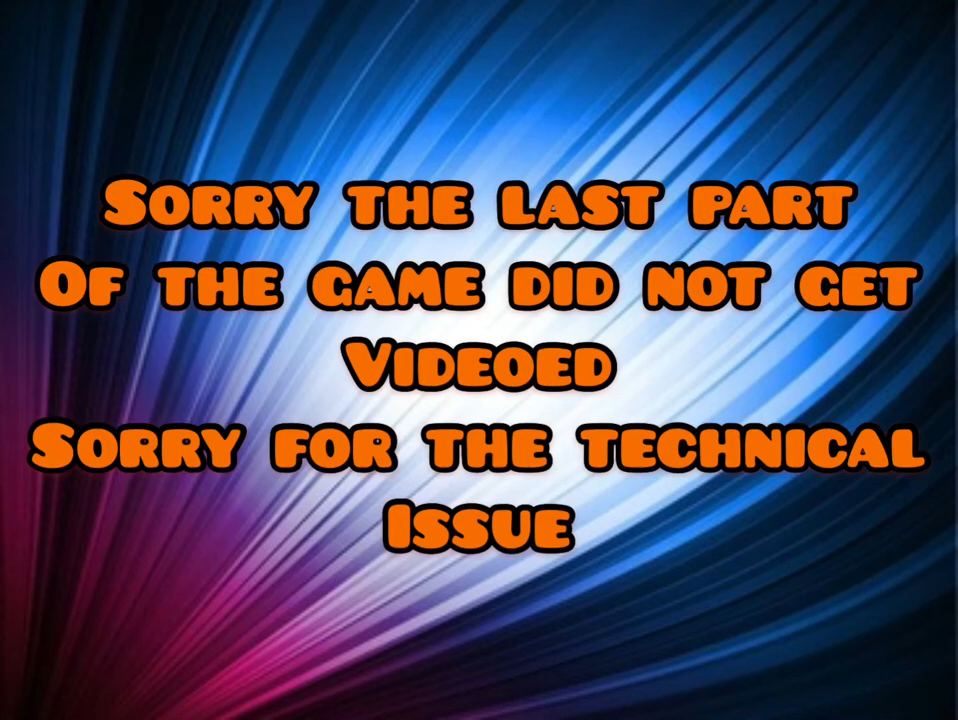 Sorry the last part
Of the game did not get
Videoed
Sorry for the technical
Issue